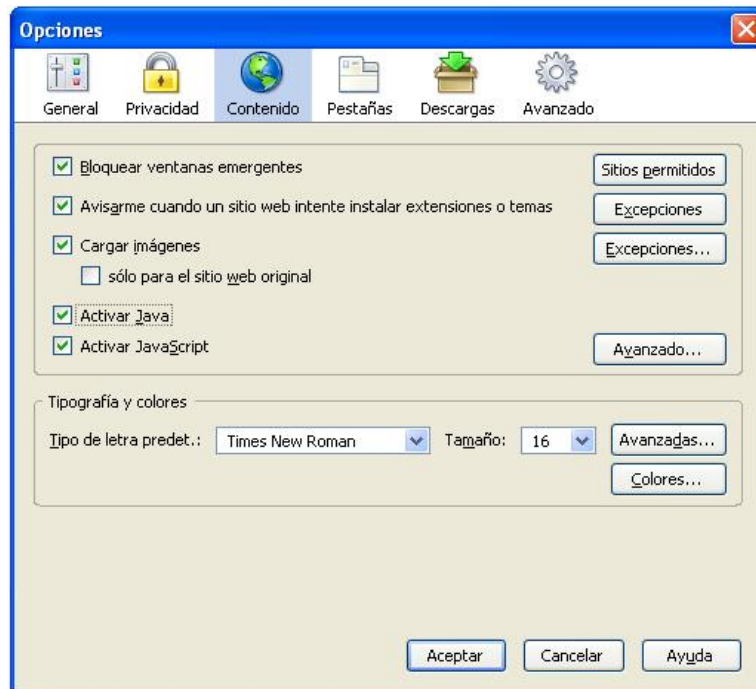 Opciones
General Privacidad Contenido Pestañas Descargas Avanzado
Bloquear ventanas emergentes Sitios permitidos
Avisarme cuando un sitio web intente instalar extensiones o temas Excepciones
Cargar imágenes Excepciones...
sólo para el sitio web original
Activar Java
Activar JavaScript Avanzado...
Tipografía y colores
Tipo de letra predet.: Times New Roman Tamaño: 16 Avanzadas...
Colores...
Aceptar Cancelar Ayuda